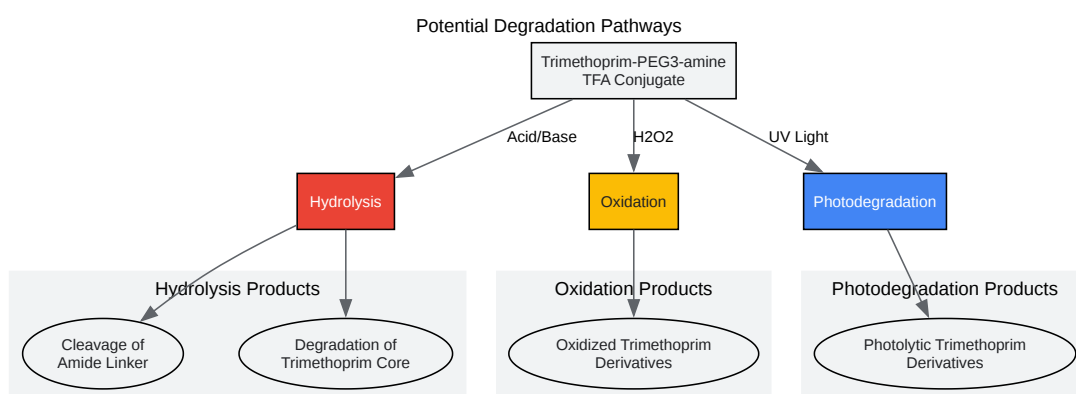 Potential Degradation Pathways
Trimethoprim-PEG3-amine
TFA Conjugate
Acid/Base
H2O2
UV Light
Hydrolysis
Oxidation
Photodegradation
Hydrolysis Products
Oxidation Products
Photodegradation Products
Cleavage of
Amide Linker
Degradation of
Trimethoprim Core
Oxidized Trimethoprim
Derivatives
Photolytic Trimethoprim
Derivatives